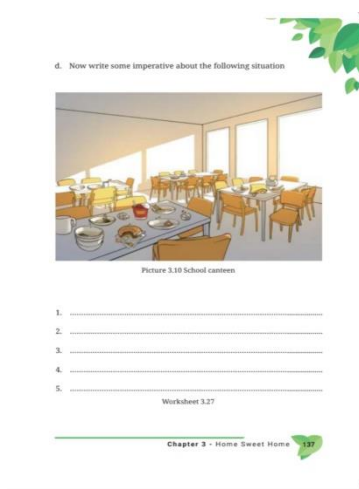 d. Now write some imperative about the following situation
Picture 3.10 School canteen
1. ........................................................................
2. ........................................................................
3. ........................................................................
4. ........................................................................
5. ........................................................................
Worksheet 3.27
Chapter 3 - Home Sweet Home 137